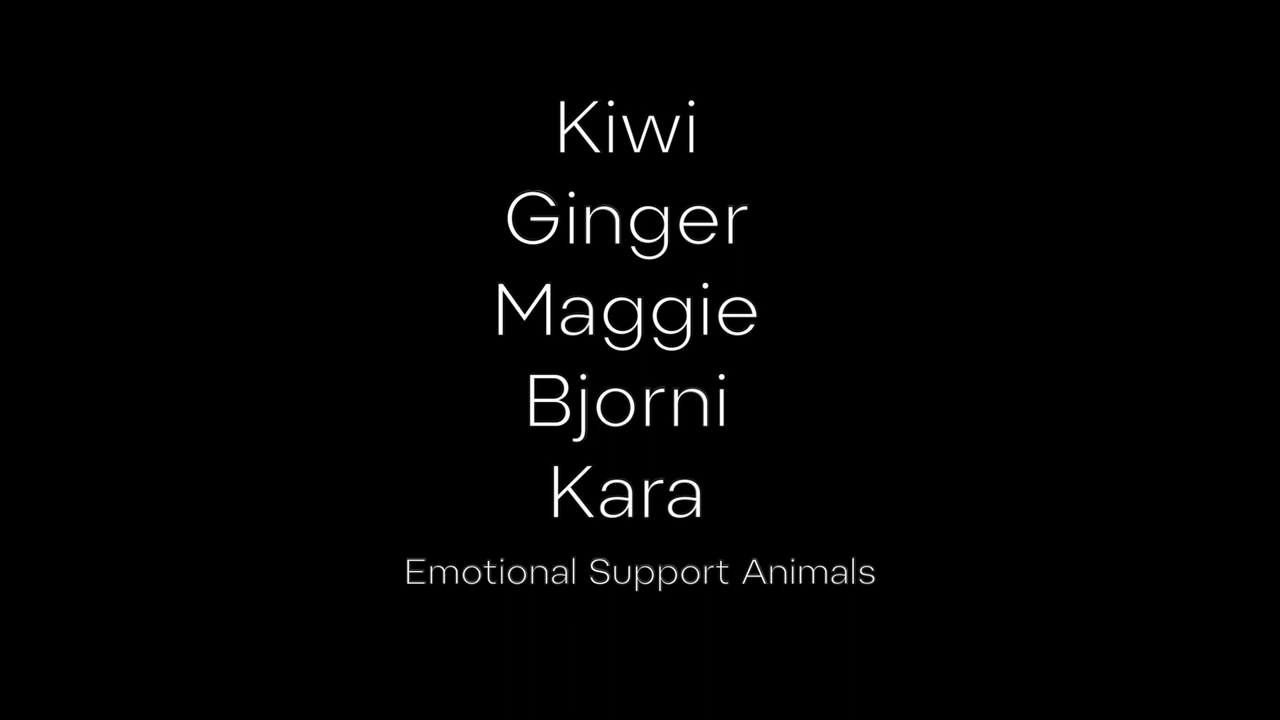 Kiwi
Ginger
Maggie
Bjorni
Kara
Emotional Support Animals